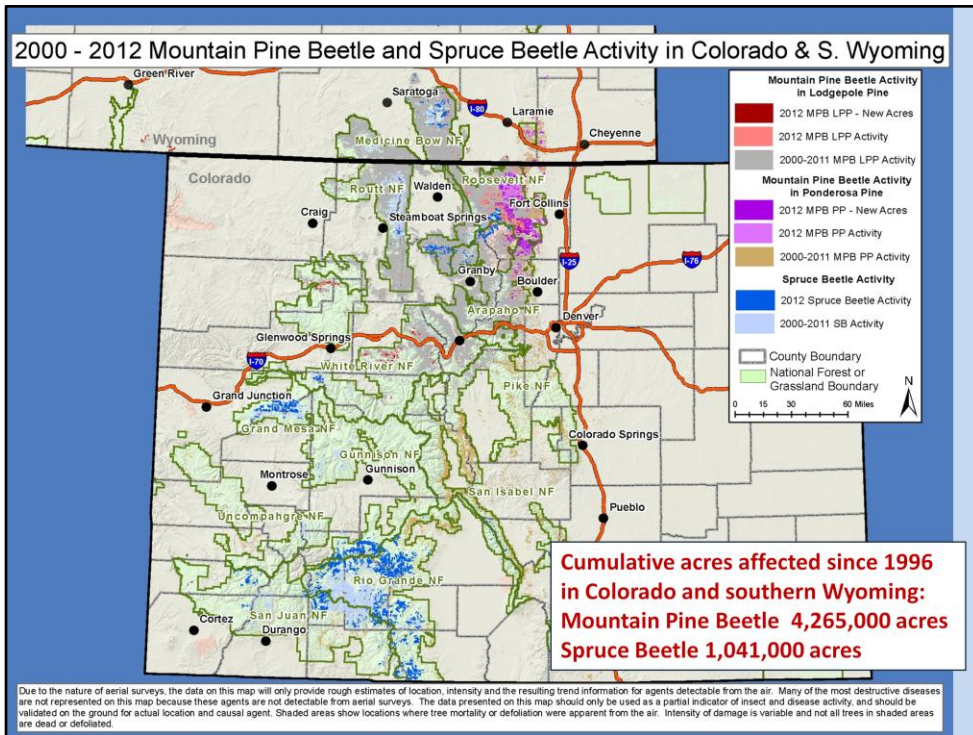 2000 - 2012 Mountain Pine Beetle and Spruce Beetle Activity in Colorado & S. Wyoming
Green River
Saratoga
I-80
Laramie
Cheyenne
Wyoming
Medicine Bow NF
Colorado
Routt NF
Walden
Roosevelt NF
Craig
Steamboat Springs
Fort Collins
I-25
I-76
Granby
Boulder
Arapaho NF
Denver
Glenwood Springs
I-70
White River NF
Pike NF
Grand Junction
Grand Mesa NF
Colorado Springs
Gunnison NF
Montrose
Gunnison
San Isabel NF
Uncompahgre NF
Pueblo
Rio Grande NF
San Juan NF
Cortez
Durango
Mountain Pine Beetle Activity
in Lodgepole Pine
2012 MPB LPP - New Acres
2012 MPB LPP Activity
2000-2011 MPB LPP Activity
Mountain Pine Beetle Activity
in Ponderosa Pine
2012 MPB PP - New Acres
2012 MPB PP Activity
2000-2011 MPB PP Activity
Spruce Beetle Activity
2012 Spruce Beetle Activity
2000-2011 SB Activity
County Boundary
National Forest or
Grassland Boundary
N
0 15 30 60 Miles
Cumulative acres affected since 1996
in Colorado and southern Wyoming:
Mountain Pine Beetle 4,265,000 acres
Spruce Beetle 1,041,000 acres
Due to the nature of aerial surveys, the data on this map will only provide rough estimates of location, intensity and the resulting trend information for agents detectable from the air. Many of the most destructive diseases
are not represented on this map because these agents are not detectable from aerial surveys. The data presented on this map should only be used as a partial indicator of insect and disease activity, and should be
validated on the ground for actual location and causal agent. Shaded areas show locations where tree mortality or defoliation were apparent from the air. Intensity of damage is variable and not all trees in shaded areas
are dead or defoliated.